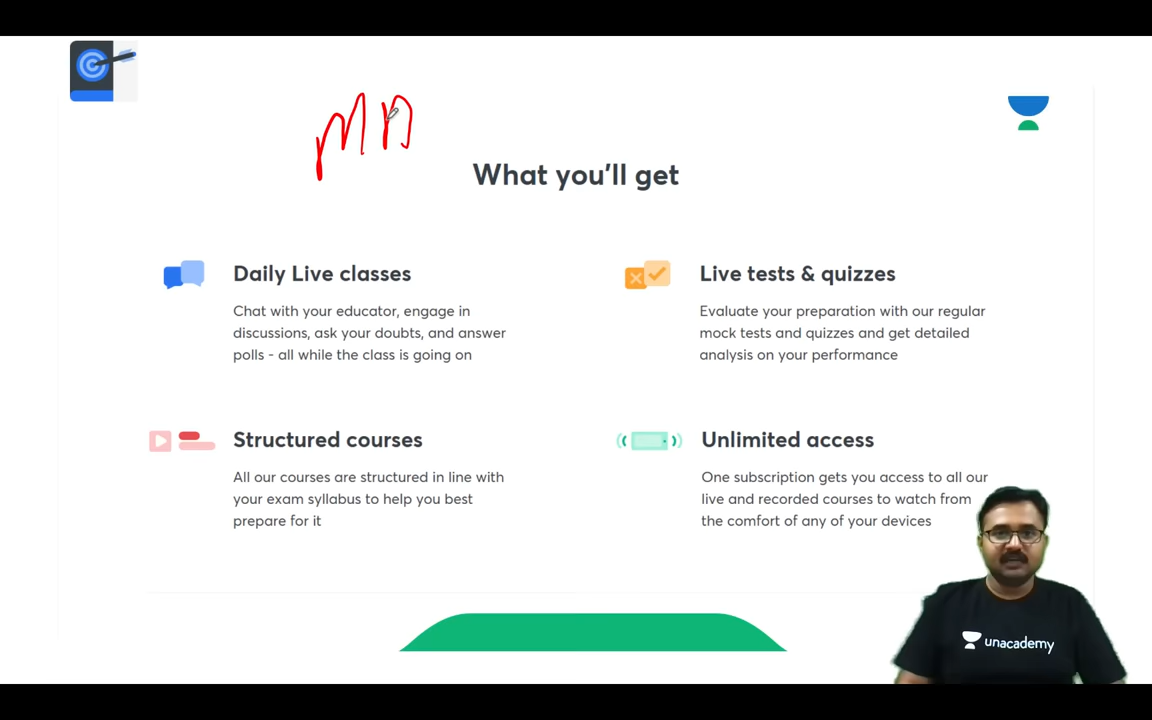 What you'll get
Daily Live classes
Chat with your educator, engage in
discussions, ask your doubts, and answer
polls - all while the class is going on
Live tests & quizzes
Evaluate your preparation with our regular
mock tests and quizzes and get detailed
analysis on your performance
Structured courses
All our courses are structured in line with
your exam syllabus to help you best
prepare for it
Unlimited access
One subscription gets you access to all our
live and recorded courses to watch from
the comfort of any of your devices
unacademy